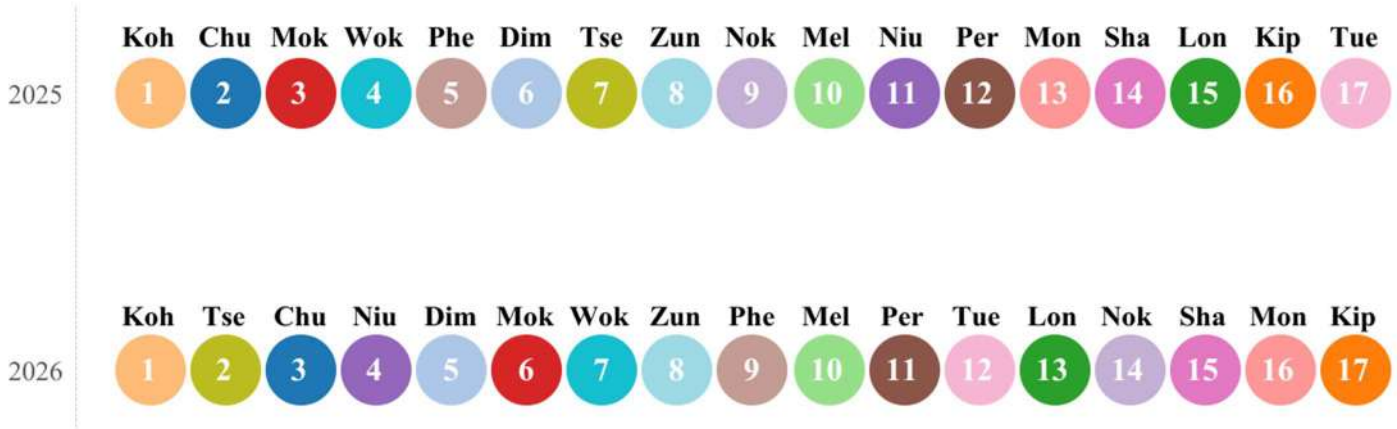 Koh Chu Mok Wok Phe Dim Tse Zun Nok Mel Niu Per Mon Sha Lon Kip Tue
2025 1 2 3 4 5 6 7 8 9 10 11 12 13 14 15 16 17
Koh Tse Chu Niu Dim Mok Wok Zun Phe Mel Per Tue Lon Nok Sha Mon Kip
2026 1 2 3 4 5 6 7 8 9 10 11 12 13 14 15 16 17